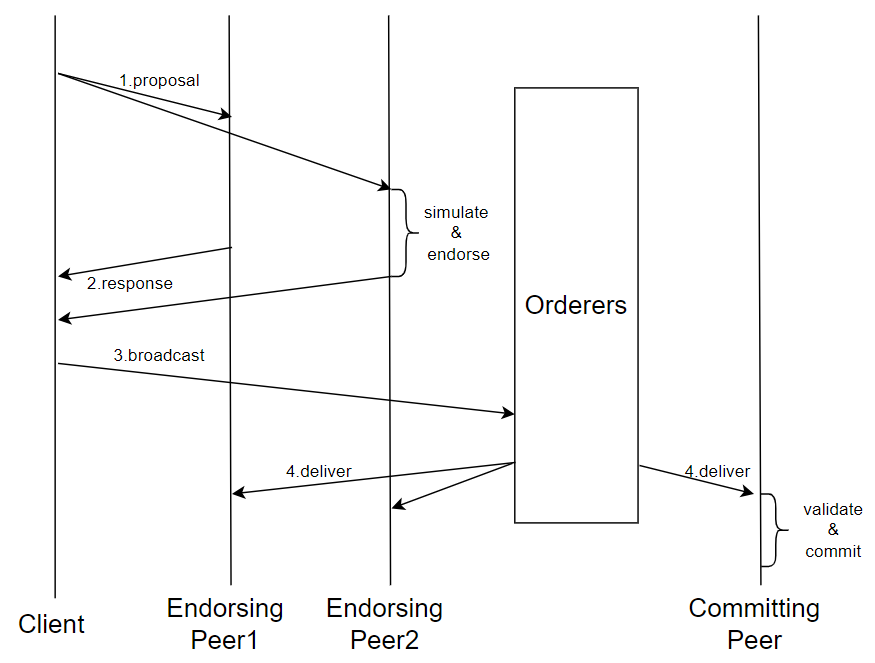 1.proposal
simulate
&
endorse
2.response
Orderers
3.broadcast
4.deliver
4.deliver
validate
&
commit
Client
Endorsing
Peer1
Endorsing
Peer2
Committing
Peer